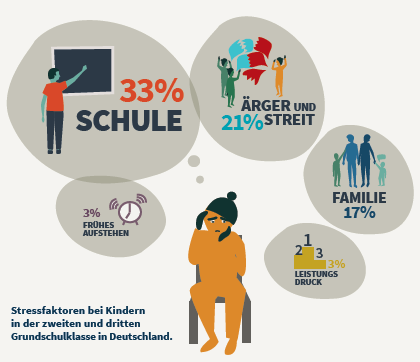 33%
SCHULE
ÄRGER UND
21% STREIT
FAMILIE
17%
3%
FRÜHES
AUFSTEHEN
1
2 3
3%
LEISTUNGS
DRUCK
Stressfaktoren bei Kindern
in der zweiten und dritten
Grundschulklasse in Deutschland.